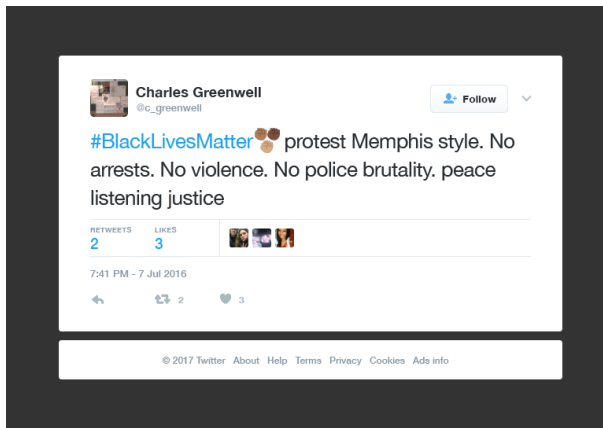 Charles Greenwell
@c_greenwell
Follow
#BlackLivesMatter✊🏾✊🏿✊🏼 protest Memphis style. No
arrests. No violence. No police brutality. peace
listening justice
RETWEETS LIKES
2 3
7:41 PM - 7 Jul 2016
2 3
© 2017 Twitter About Help Terms Privacy Cookies Ads info